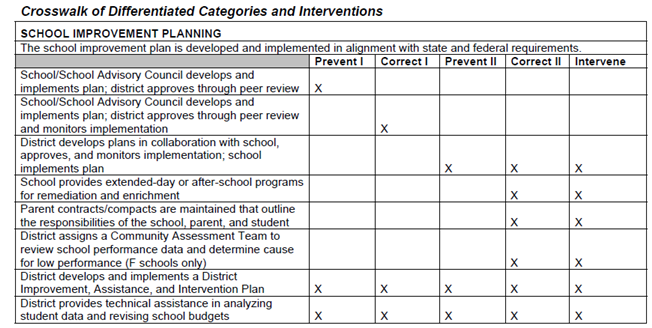 Crosswalk of Differentiated Categories and Interventions
SCHOOL IMPROVEMENT PLANNING
The school improvement plan is developed and implemented in alignment with state and federal requirements.
Prevent I Correct I Prevent II Correct II Intervene
School/School Advisory Council develops and
implements plan; district approves through peer review X
School/School Advisory Council develops and
implements plan; district approves through peer review
and monitors implementation X
District develops plans in collaboration with school,
approves, and monitors implementation; school
implements plan X X X
School provides extended-day or after-school programs
for remediation and enrichment X X
Parent contracts/compacts are maintained that outline
the responsibilities of the school, parent, and student X X
District assigns a Community Assessment Team to
review school performance data and determine cause
for low performance (F schools only) X X
District develops and implements a District
Improvement, Assistance, and Intervention Plan X X X X X
District provides technical assistance in analyzing
student data and revising school budgets X X X X X